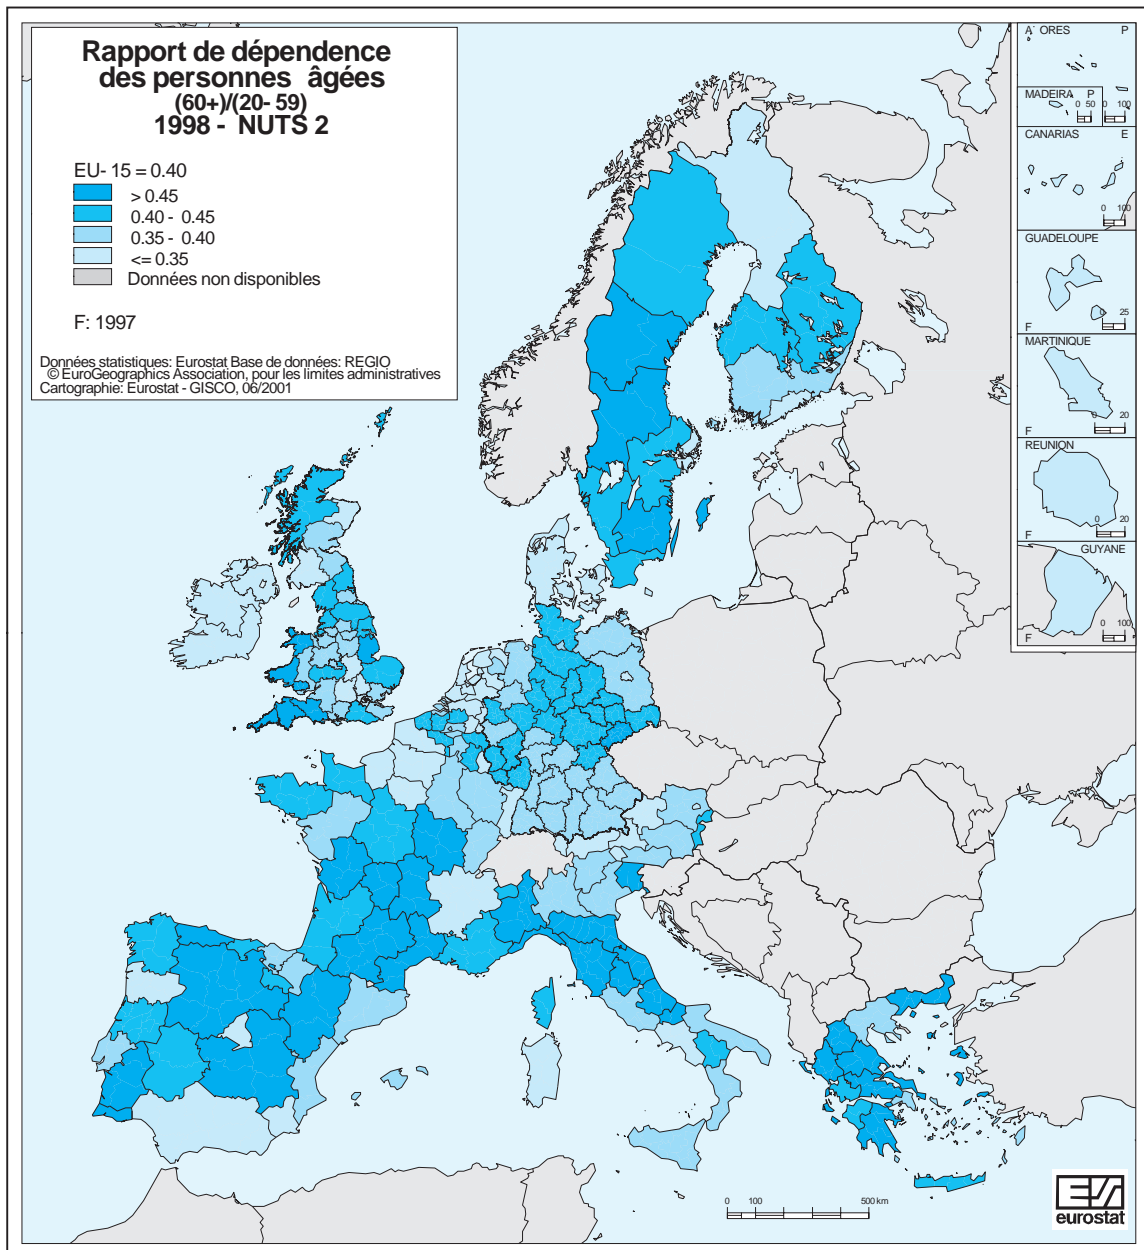 Rapport de dépendence
des personnes âgées
(60+)/(20- 59)
1998 - NUTS 2
EU- 15 = 0.40
> 0.45
0.40 - 0.45
0.35 - 0.40
<= 0.35
Données non disponibles
F: 1997
Données statistiques: Eurostat Base de données: REGIO
© EuroGeographics Association, pour les limites administratives
Cartographie: Eurostat - GISCO, 06/2001
A´ORES P
MADEIRA P
0 50 0 100
CANARIAS E
0 100
GUADELOUPE
0 25
F
MARTINIQUE
0 20
F
REUNION
0 20
F
GUYANE
0 100
F
0 100 500 km
eurostat